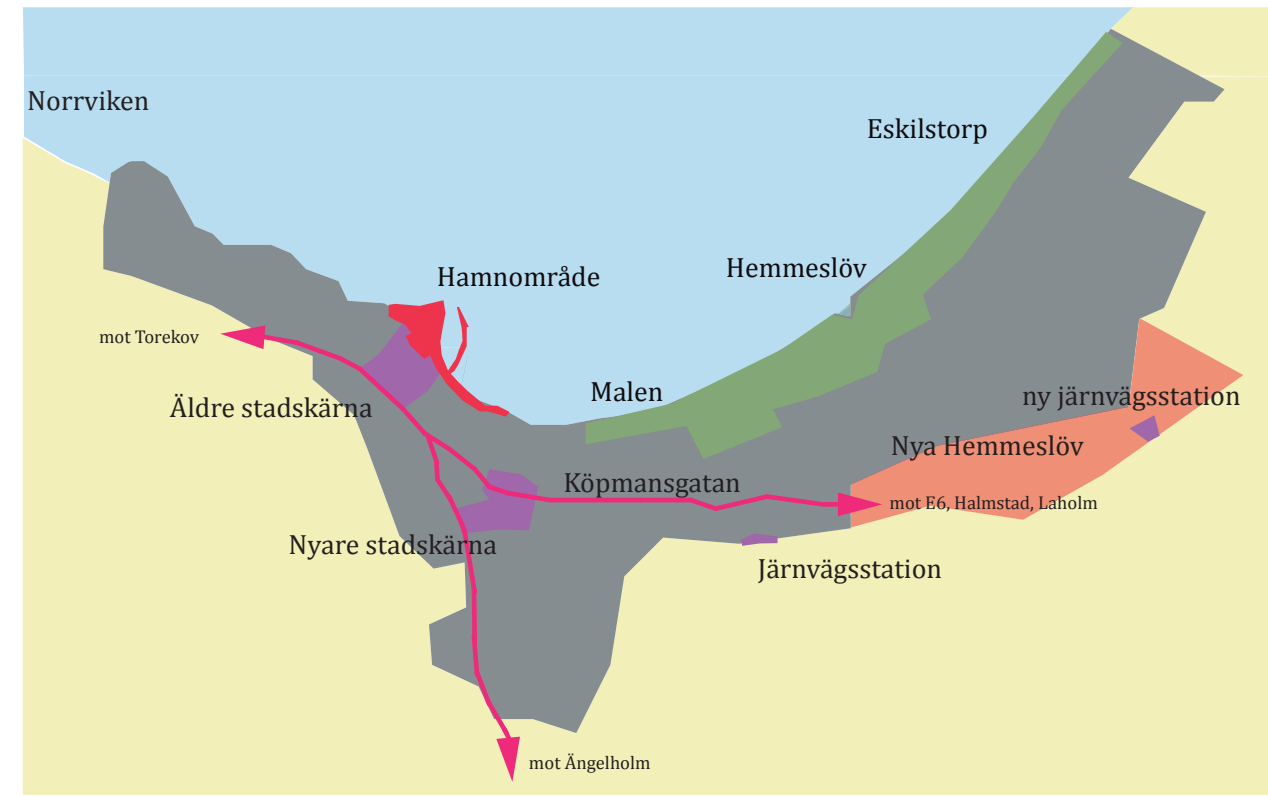 Norrviken
Eskilstorp
Hemmeslöv
Hamnområde
mot Torekov
Malen
ny järnvägsstation
Äldre stadskärna
Nya Hemmeslöv
Köpmansgatan
mot E6, Halmstad, Laholm
Nyare stadskärna
Järnvägsstation
mot Ängelholm